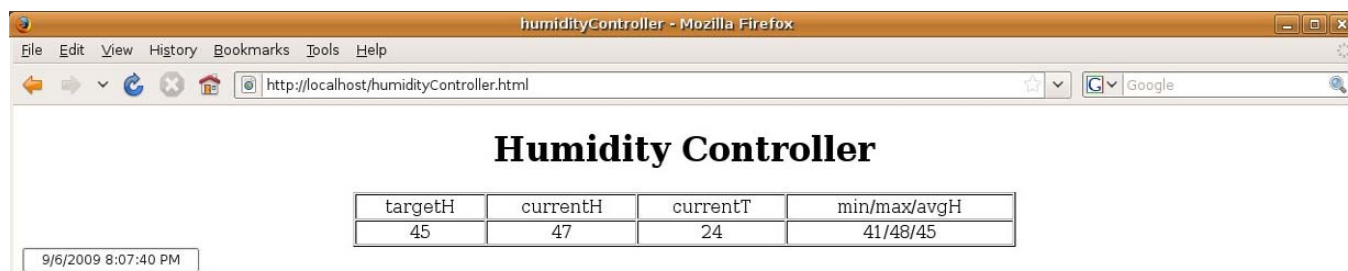 humidityController - Mozilla Firefox
File Edit View History Bookmarks Tools Help
http://localhost/humidityController.html G Google
Humidity Controller
targetH currentH currentT min/max/avgH
45 47 24 41/48/45
9/6/2009 8:07:40 PM